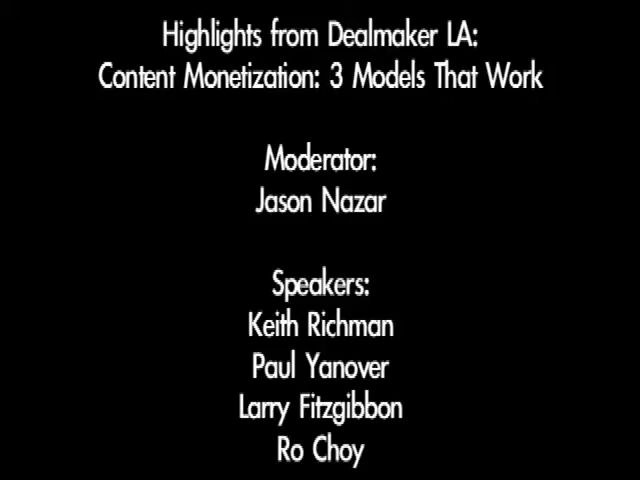 Highlights from Dealmaker LA:
Content Monetization: 3 Models That Work
Moderator:
Jason Nazar
Speakers:
Keith Richman
Paul Yanover
Larry Fitzgibbon
Ro Choy